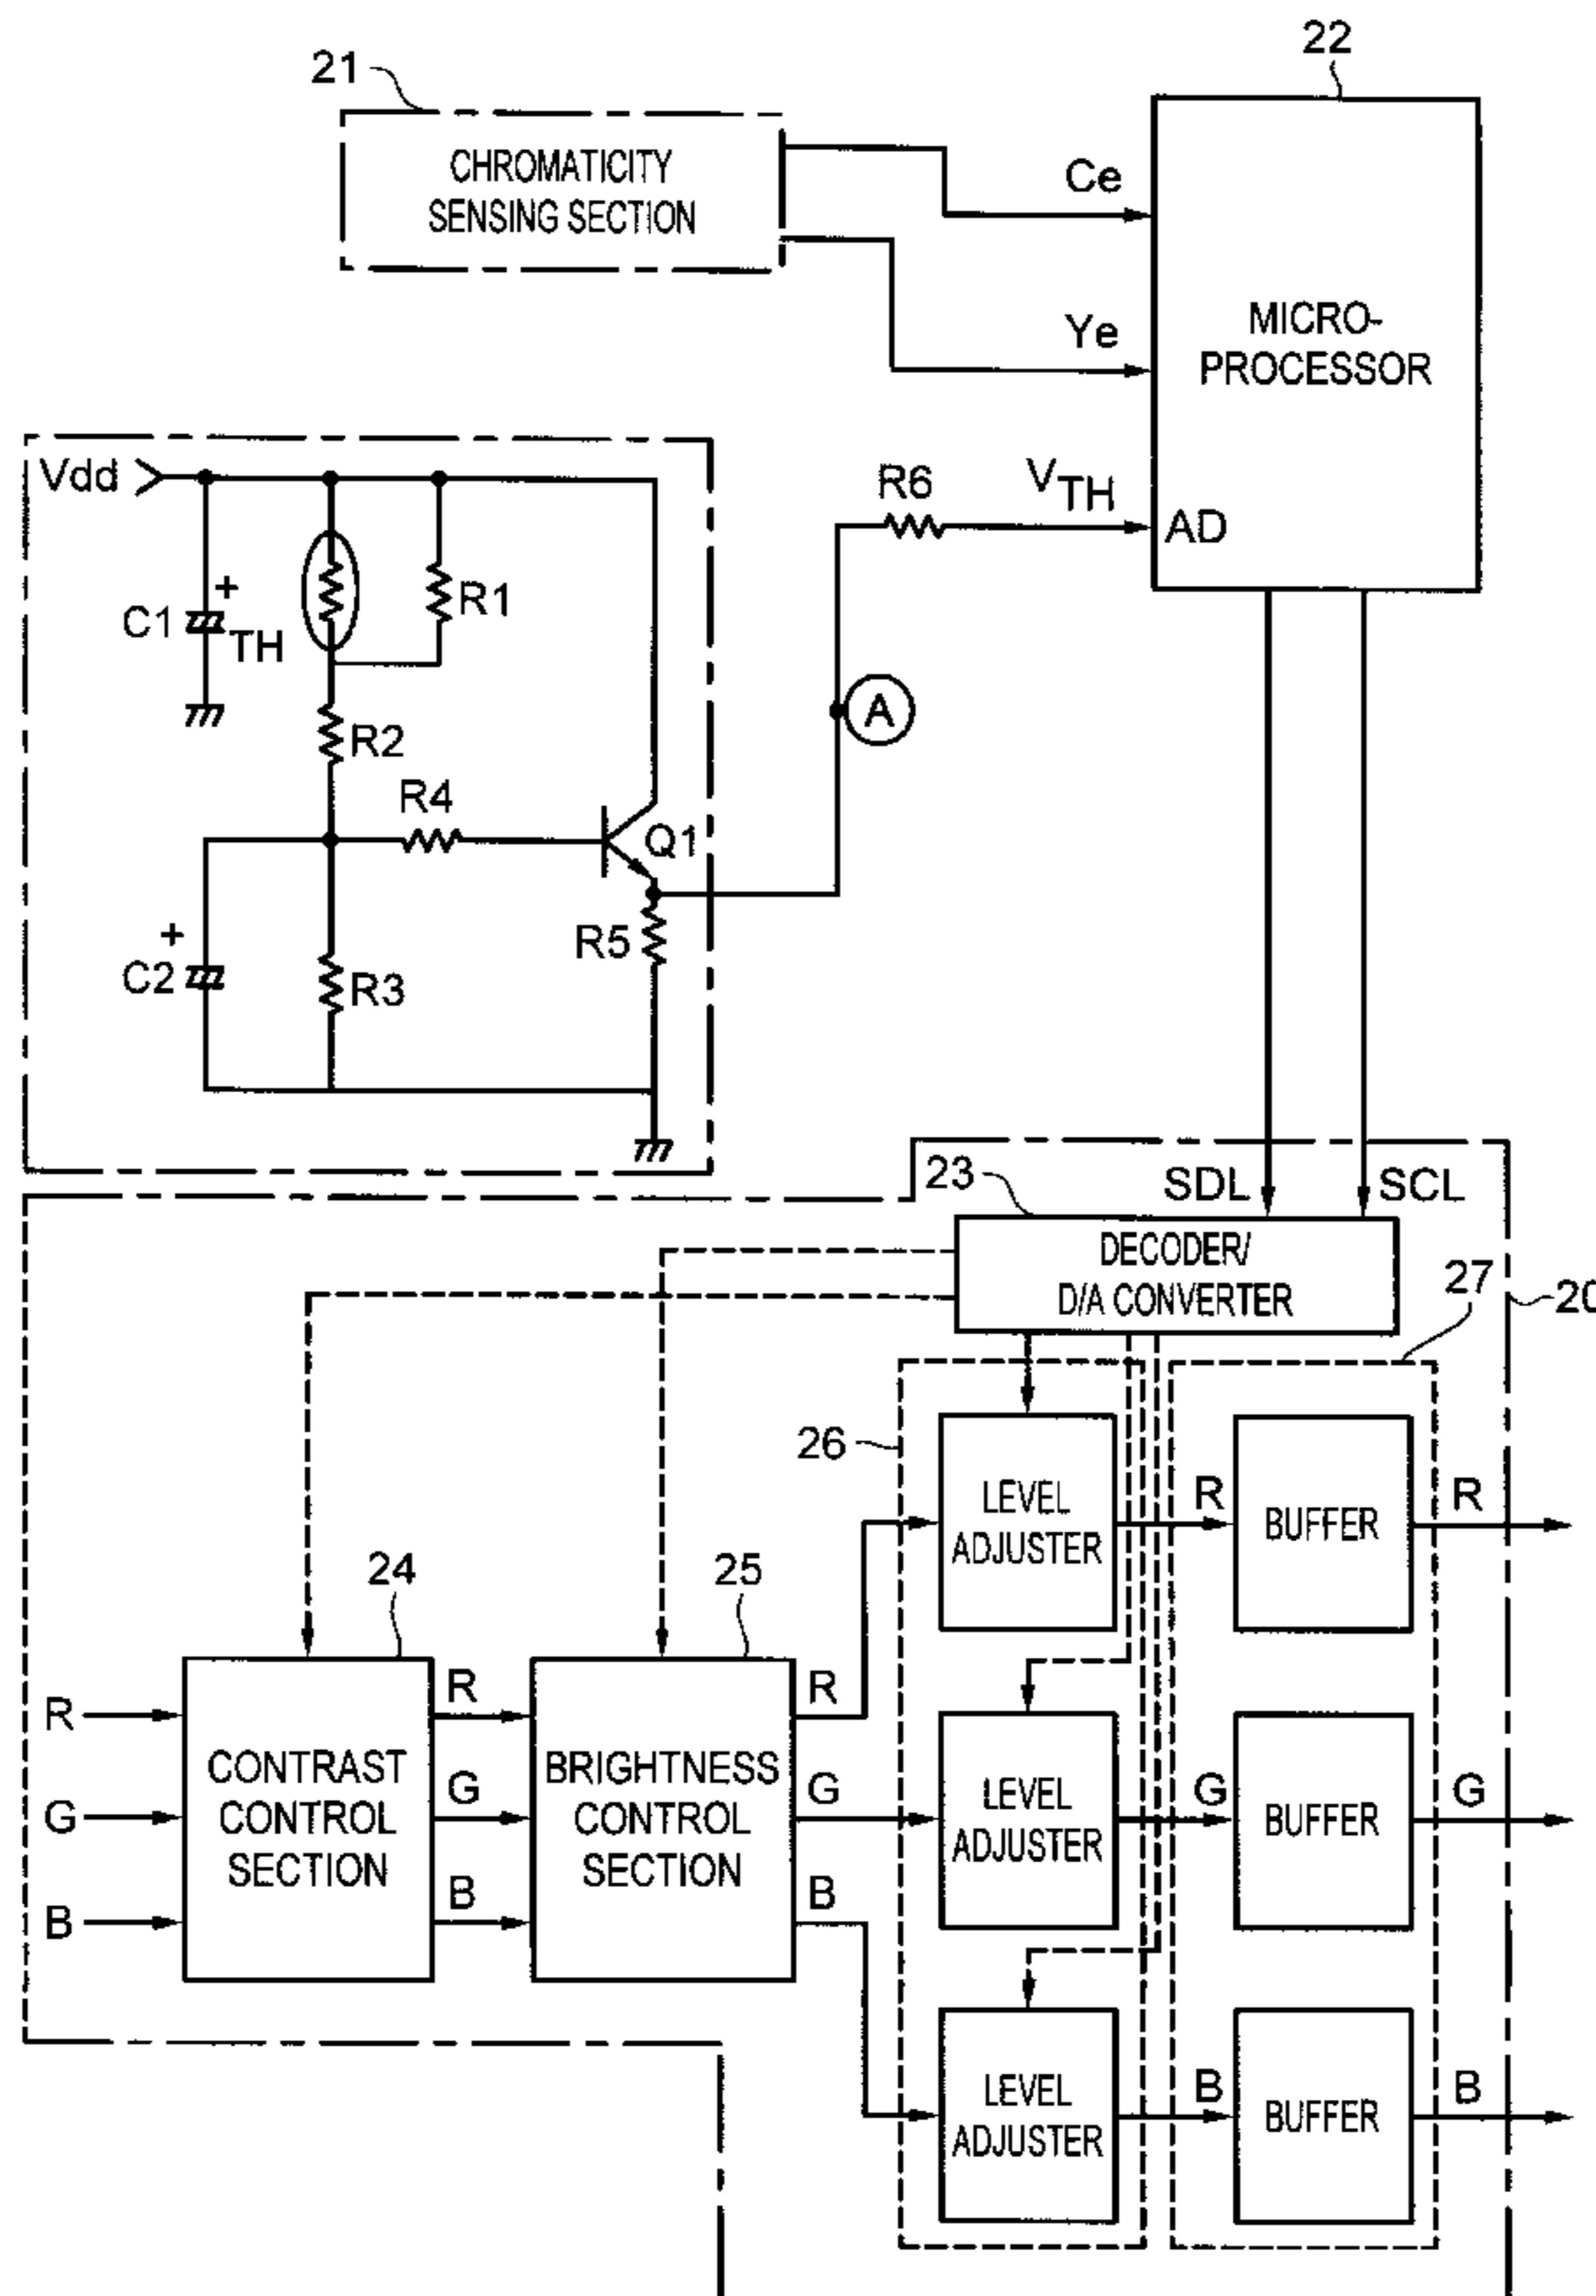 21
22
CHROMATICITY
SENSING SECTION
Ce
Ye
MICRO-
PROCESSOR
Vdd
R6
VTH
AD
C1
+
TH
R1
A
R2
R4
Q1
+
C2
R3
R5
23
SDL
SCL
DECODER/
D/A CONVERTER
27
20
26
LEVEL
ADJUSTER
R
BUFFER
R
24
25
R
R
R
CONTRAST
CONTROL
SECTION
G
G
BRIGHTNESS
CONTROL
SECTION
G
LEVEL
ADJUSTER
G
BUFFER
G
B
B
B
LEVEL
ADJUSTER
B
BUFFER
B